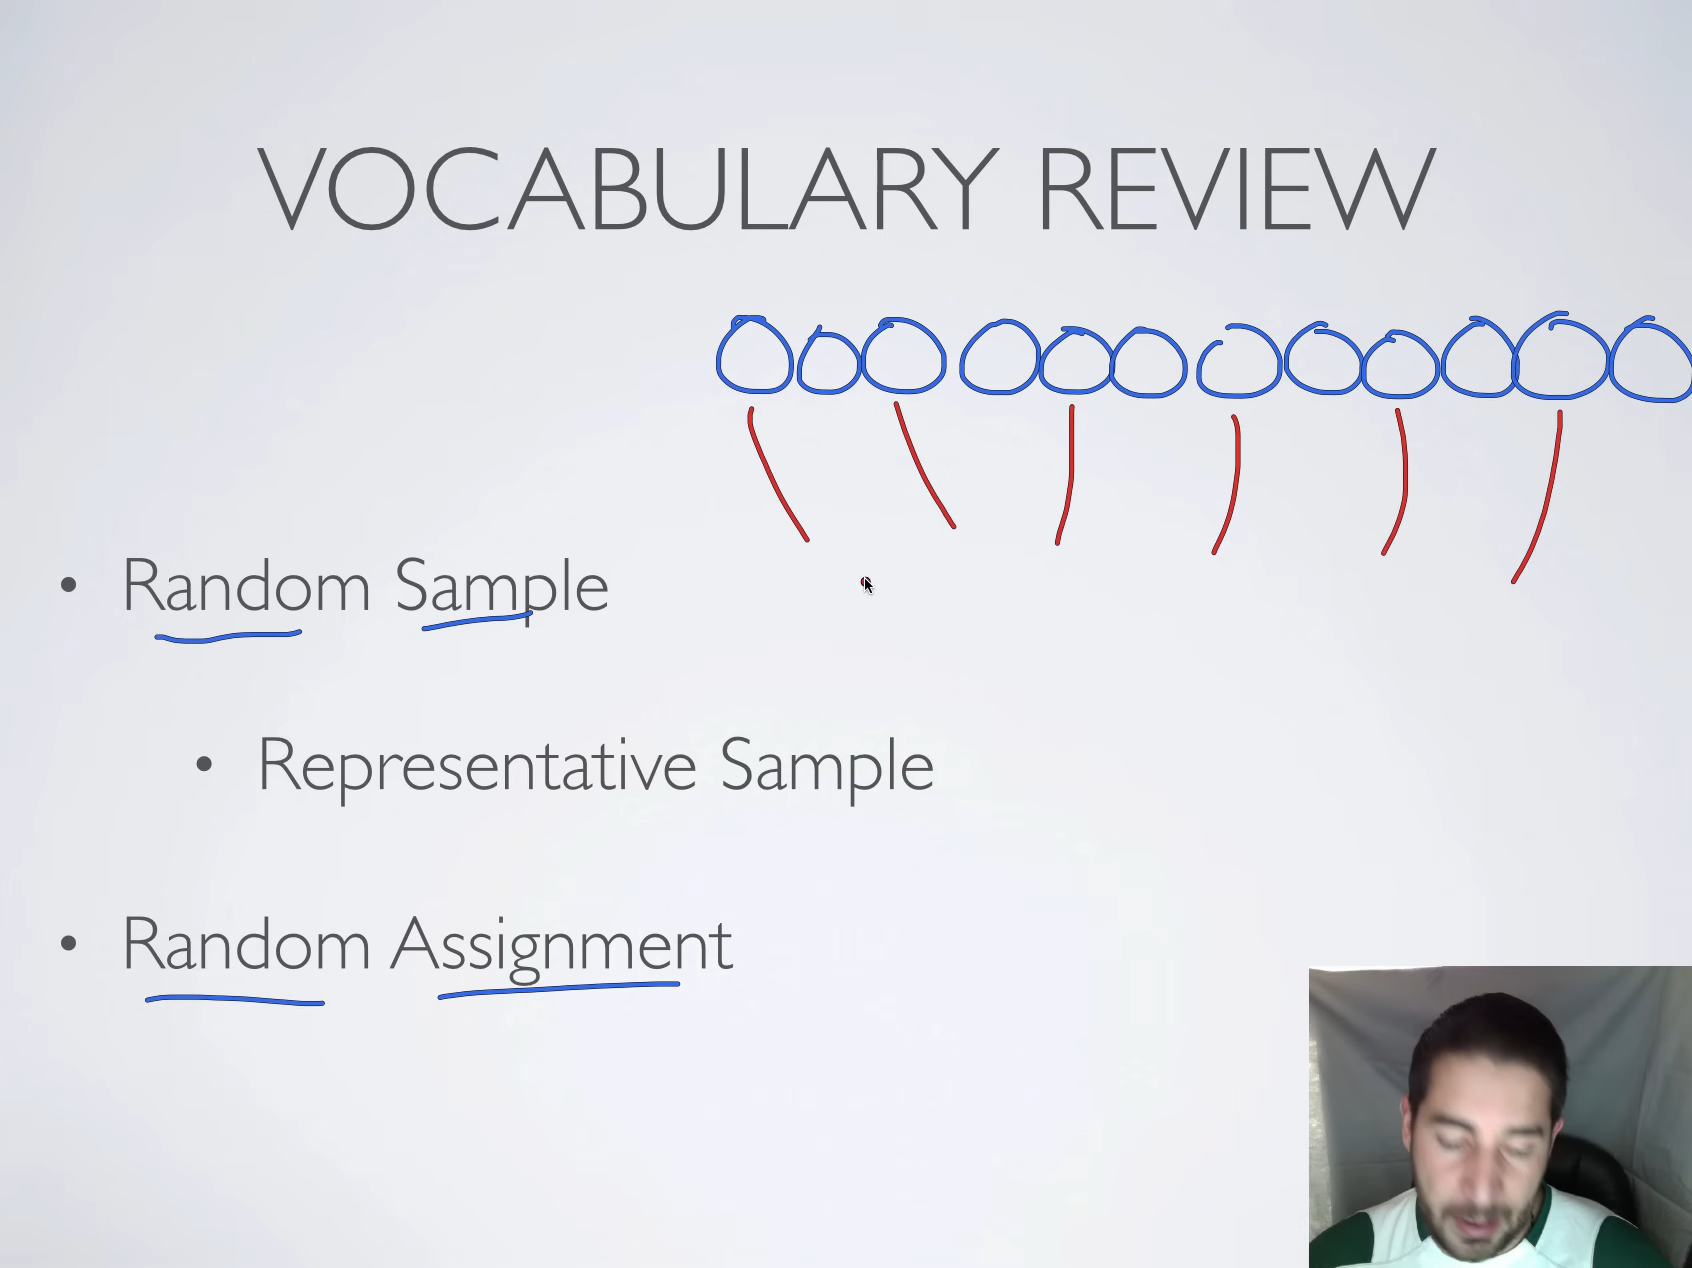 VOCABULARY REVIEW
• Random Sample
• Representative Sample
• Random Assignment